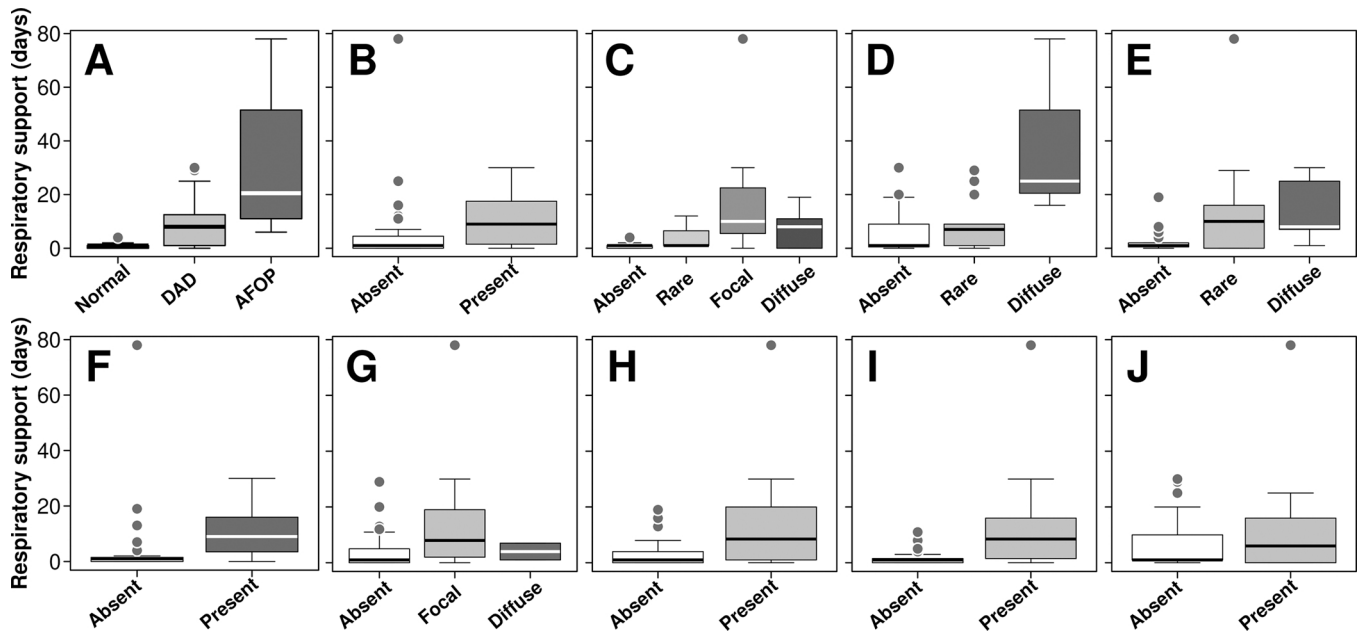 A B C D E
Respiratory support (days)
80
60
40
20
0
Normal DAD AFOP
Absent Present
Absent Rare Focal Diffuse
Absent Rare Diffuse
Absent Rare Diffuse
F G H I J
Respiratory support (days)
80
60
40
20
0
Absent Present
Absent Focal Diffuse
Absent Present
Absent Present
Absent Present